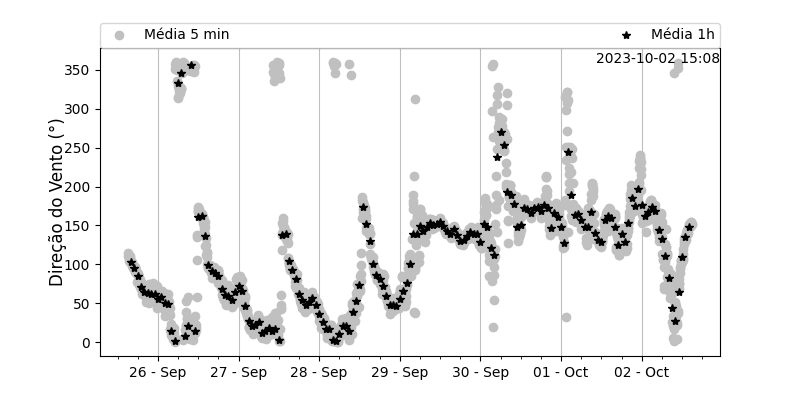 Média 5 min
Média 1h
2023-10-02 15:08
Direção do Vento (°)
350
300
250
200
150
100
50
0
26 - Sep
27 - Sep
28 - Sep
29 - Sep
30 - Sep
01 - Oct
02 - Oct